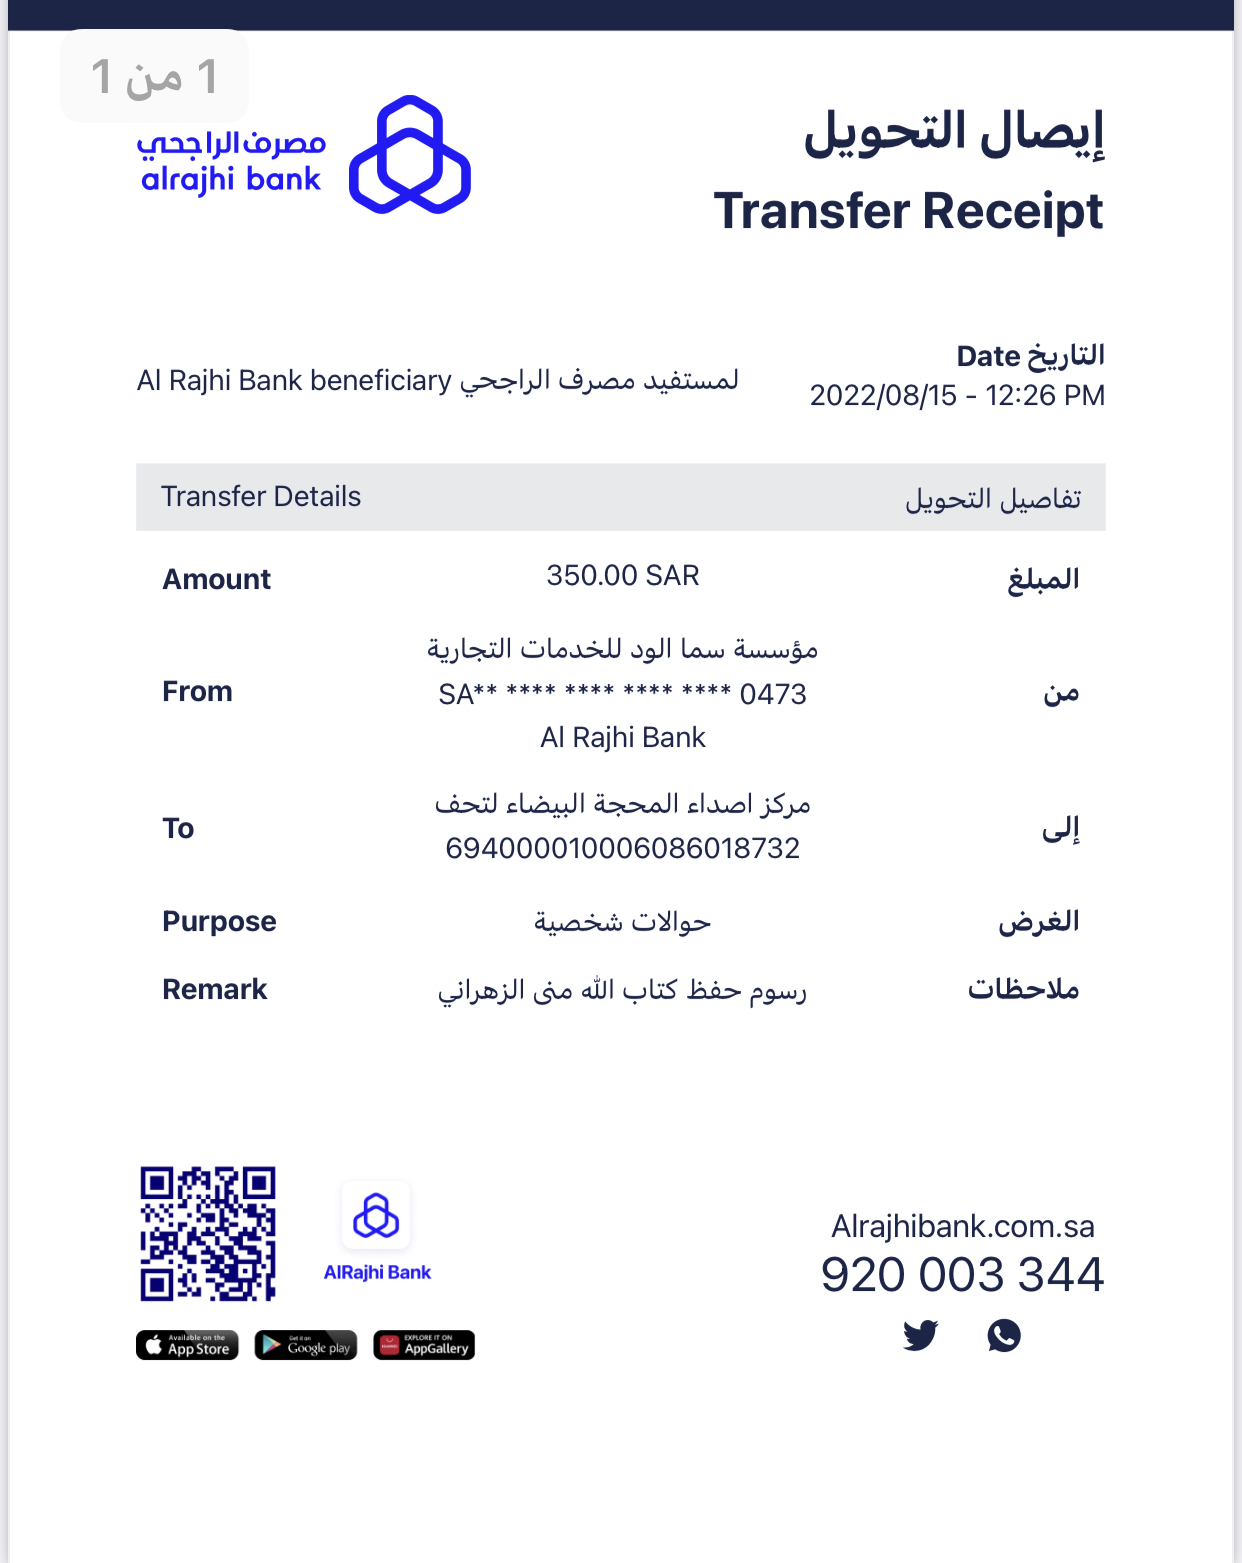 1 من 1
مصرف الراجحي
alrajhi bank
إيصال التحويل
Transfer Receipt
التاريخ Date
2022/08/15 - 12:26 PM
لمستفيد مصرف الراجحي Al Rajhi Bank beneficiary
Transfer Details تفاصيل التحويل
Amount 350.00 SAR المبلغ
مؤسسة سما الود للخدمات التجارية
From SA** **** **** **** **** 0473 من
Al Rajhi Bank
مركز اصداء المحجة البيضاء لتحف
To إلى
694000010006086018732
Purpose حوالات شخصية الغرض
Remark رسوم حفظ كتاب الله منى الزهراني ملاحظات
AlRajhi Bank
Available on the
App Store
Get it on
Google play
EXPLORE IT ON
AppGallery
Alrajhibank.com.sa
920 003 344